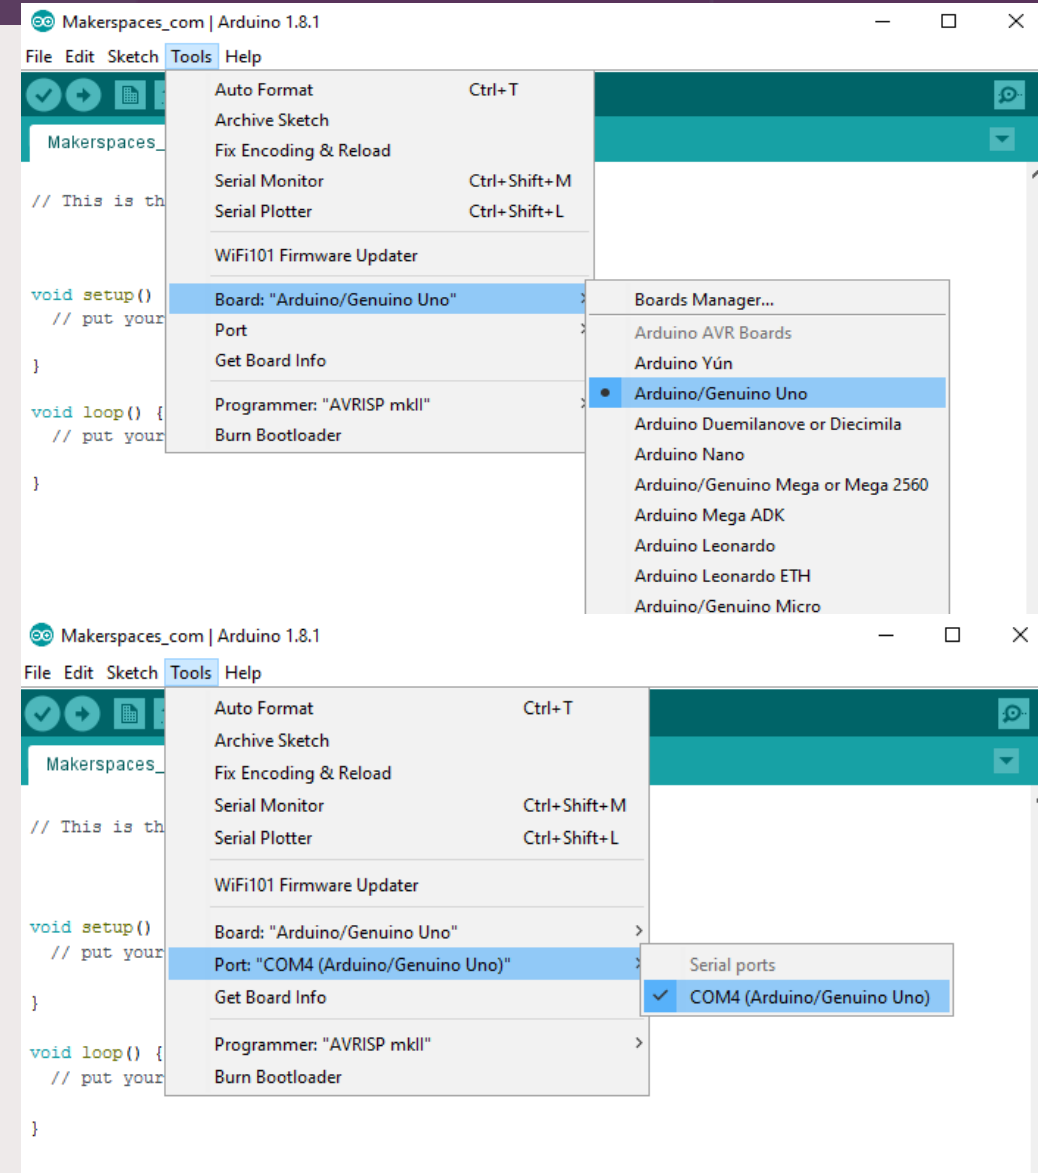 Makerspaces_com | Arduino 1.8.1
File Edit Sketch Tools Help
Auto Format Ctrl+T
Archive Sketch
Makerspaces_
Fix Encoding & Reload
Serial Monitor Ctrl+Shift+M
// This is th
Serial Plotter Ctrl+Shift+L
WiFi101 Firmware Updater
void setup()
Board: "Arduino/Genuino Uno"
// put your
Port
Get Board Info
}
Programmer: "AVRISP mkII"
void loop() {
Burn Bootloader
// put your
}
Boards Manager...
Arduino AVR Boards
Arduino Yún
Arduino/Genuino Uno
Arduino Duemilanove or Diecimila
Arduino Nano
Arduino/Genuino Mega or Mega 2560
Arduino Mega ADK
Arduino Leonardo
Arduino Leonardo ETH
Arduino/Genuino Micro
Makerspaces_com | Arduino 1.8.1
File Edit Sketch Tools Help
Auto Format Ctrl+T
Archive Sketch
Makerspaces_
Fix Encoding & Reload
Serial Monitor Ctrl+Shift+M
// This is th
Serial Plotter Ctrl+Shift+L
WiFi101 Firmware Updater
void setup()
Board: "Arduino/Genuino Uno"
// put your
Port: "COM4 (Arduino/Genuino Uno)"
Serial ports
Get Board Info
COM4 (Arduino/Genuino Uno)
}
Programmer: "AVRISP mkII"
void loop() {
Burn Bootloader
// put your
}